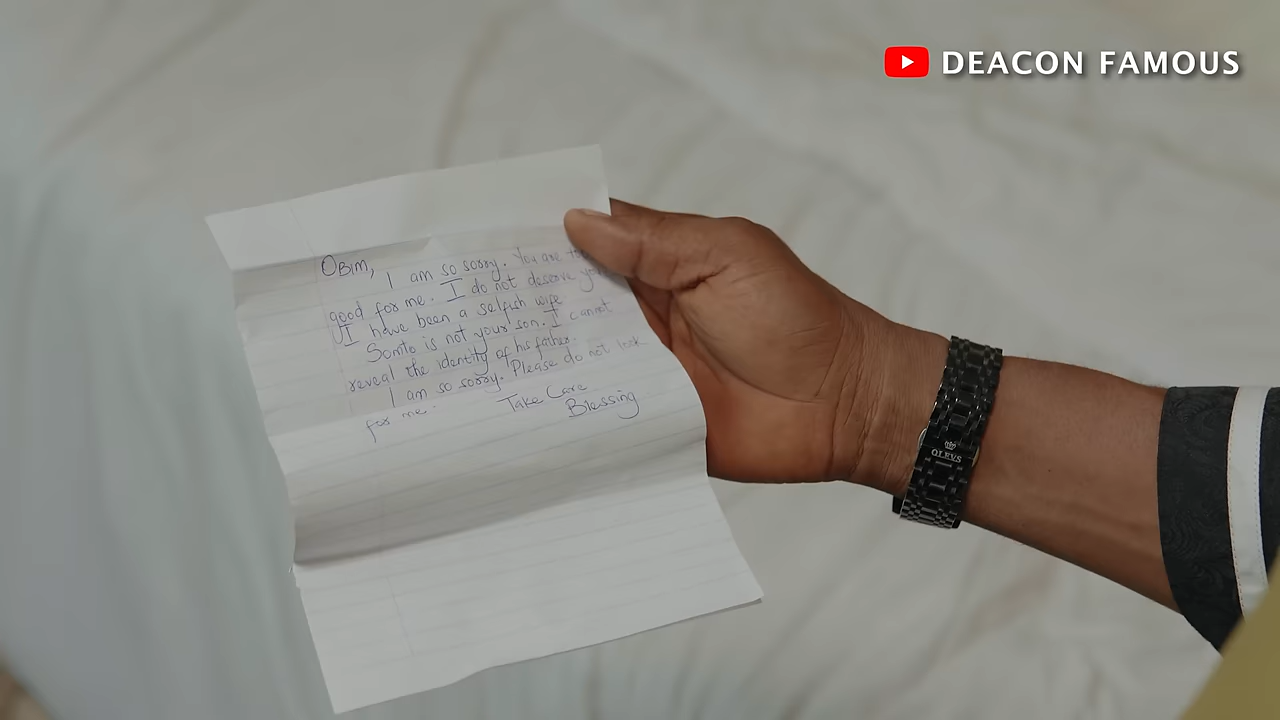 DEACON FAMOUS
OBIM,
I am so sorry. You are
good for me. I do not deserve you
I have been a selfish wife
Somto is not your son. I cannot
reveal the identity of his father.
I am so sorry. Please do not look
for me.
Take Care
Blessing
OLEVS